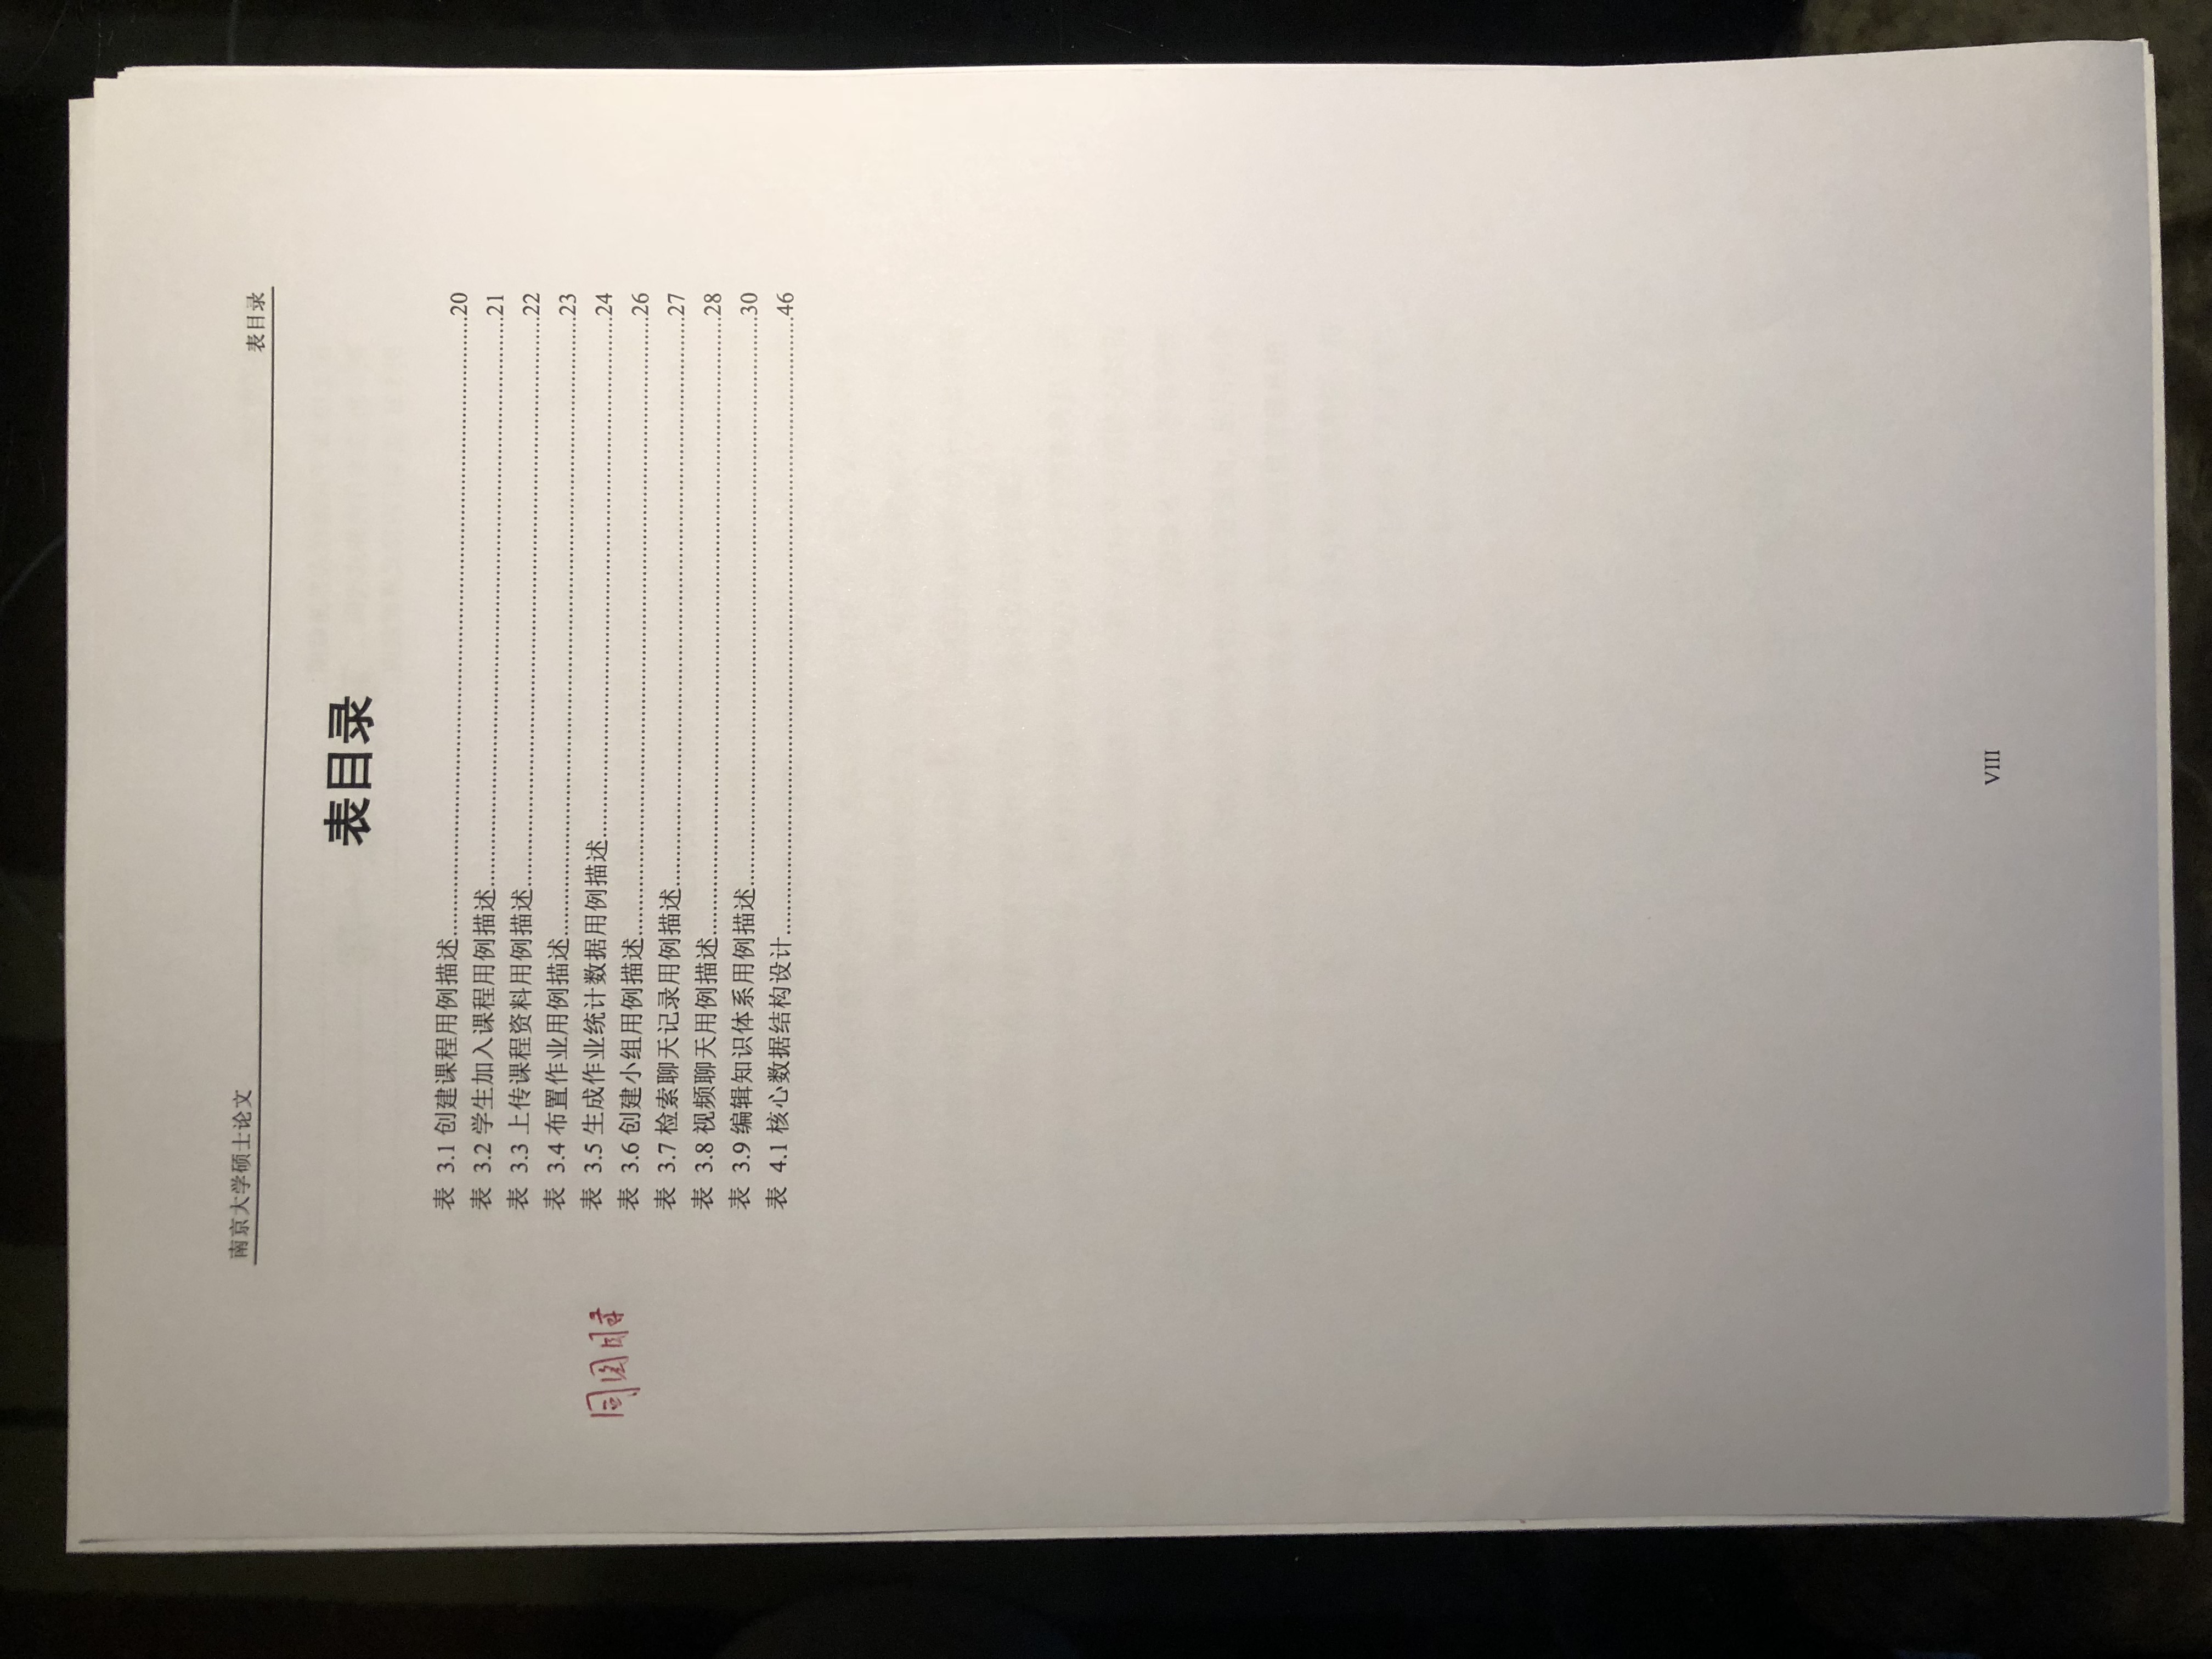 南京大学硕士论文
表目录
表目录
表 3.1 创建课程用例描述........20
表 3.2 学生加入课程用例描述........21
表 3.3 上传课程资料用例描述........22
表 3.4 布置作业用例描述........23
同图目录
表 3.5 生成作业统计数据用例描述........24
表 3.6 创建小组用例描述........26
表 3.7 检索聊天记录用例描述........27
表 3.8 视频聊天用例描述........28
表 3.9 编辑知识体系用例描述........30
表 4.1 核心数据结构设计........46
VIII